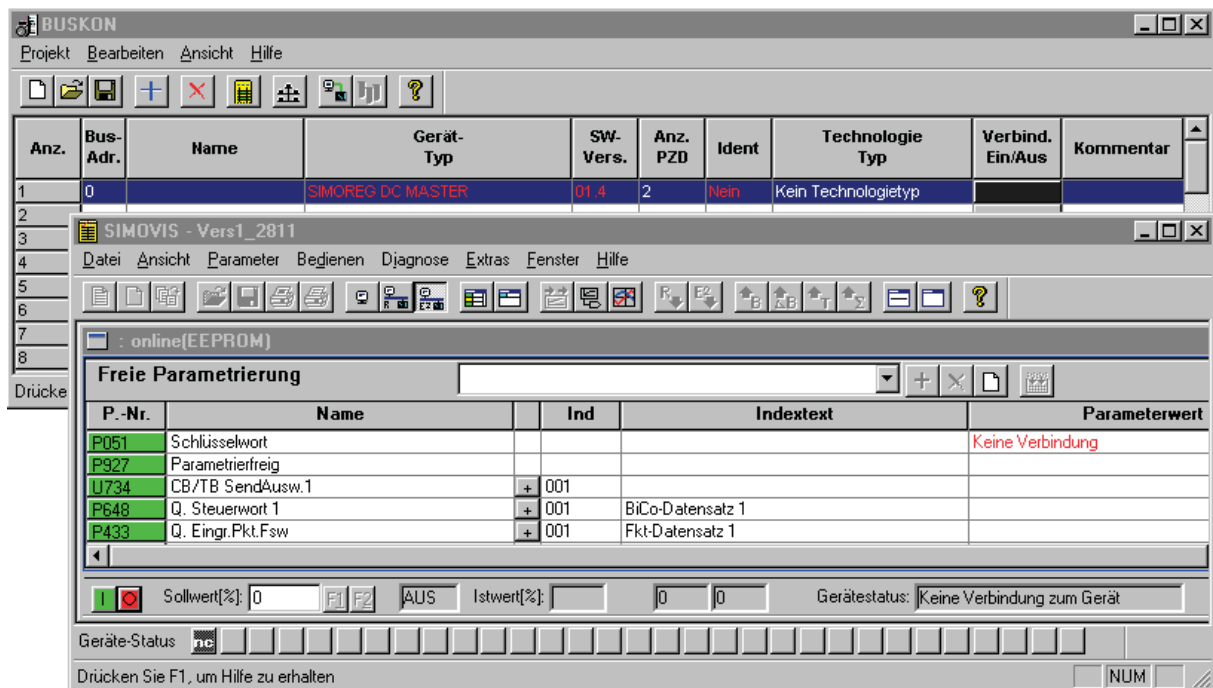 BUSKON
Projekt Bearbeiten Ansicht Hilfe
Anz. Bus-Adr. Name Gerät-Typ SW-Vers. Anz. PZD Ident Technologie Typ Verbind. Ein/Aus Kommentar
1 0 SIMOREG DC MASTER 01.4 2 Nein Kein Technologietyp
2
3
4
5
6
7
8
Drücke
SIMOVIS - Vers1_2811
Datei Ansicht Parameter Bedienen Diagnose Extras Fenster Hilfe
: online(EEPROM)
Freie Parametrierung
P.-Nr. Name Ind Indextext Parameterwert
P051 Schlüsselwort Keine Verbindung
P927 Parametrierfreig
U734 CB/TB SendAusw.1 + 001
P648 Q. Steuerwort 1 + 001 BiCo-Datensatz 1
P433 Q. Eingr.Pkt.Fsw + 001 Fkt-Datensatz 1
I O Sollwert[%]: 0 F1 F2 AUS Istwert[%]: 0 0 Gerätestatus: Keine Verbindung zum Gerät
Geräte-Status nc
Drücken Sie F1, um Hilfe zu erhalten NUM